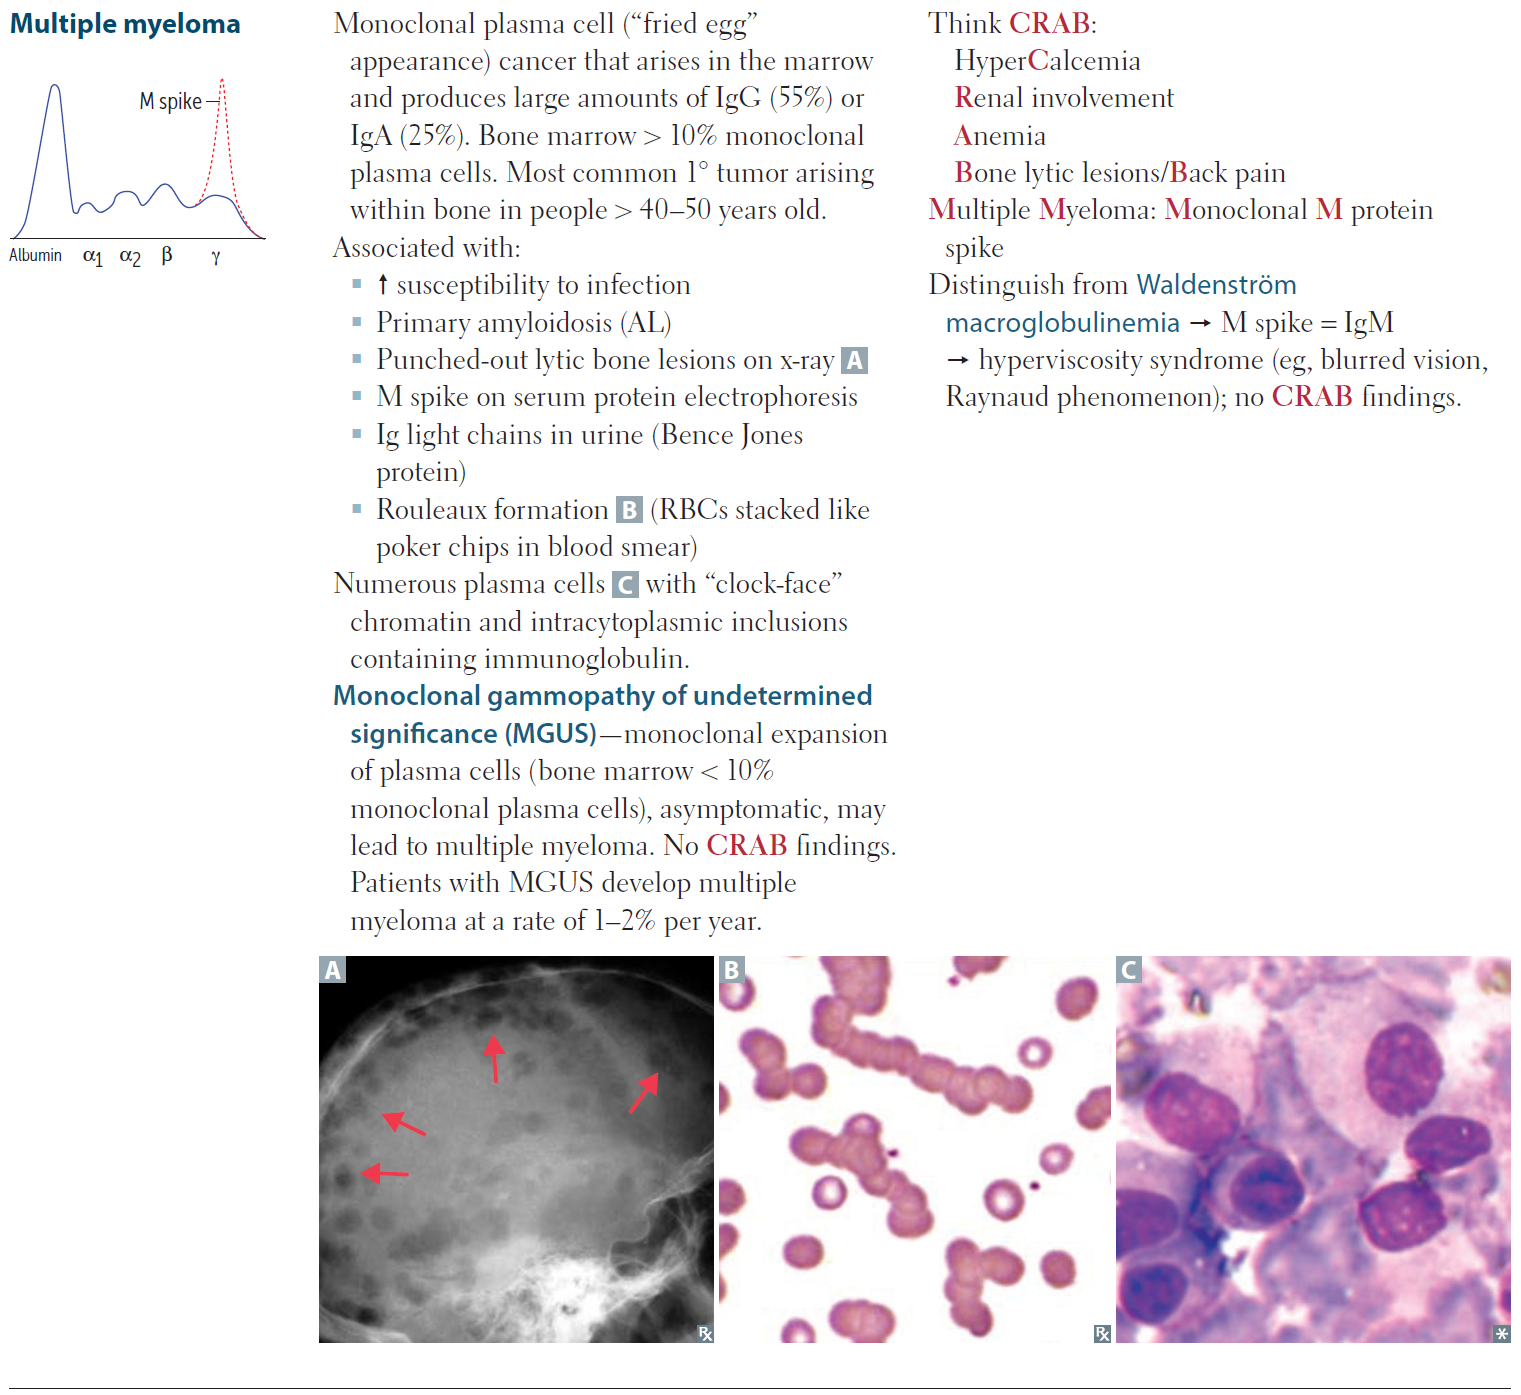 Multiple myeloma
M spike
Albumin α1 α2 β γ
Monoclonal plasma cell (“fried egg”
appearance) cancer that arises in the marrow
and produces large amounts of IgG (55%) or
IgA (25%). Bone marrow > 10% monoclonal
plasma cells. Most common 1° tumor arising
within bone in people > 40–50 years old.
Associated with:
▪ ↑ susceptibility to infection
▪ Primary amyloidosis (AL)
▪ Punched-out lytic bone lesions on x-ray A
▪ M spike on serum protein electrophoresis
▪ Ig light chains in urine (Bence Jones
protein)
▪ Rouleaux formation B (RBCs stacked like
poker chips in blood smear)
Numerous plasma cells C with “clock-face”
chromatin and intracytoplasmic inclusions
containing immunoglobulin.
Monoclonal gammopathy of undetermined
significance (MGUS)—monoclonal expansion
of plasma cells (bone marrow < 10%
monoclonal plasma cells), asymptomatic, may
lead to multiple myeloma. No CRAB findings.
Patients with MGUS develop multiple
myeloma at a rate of 1–2% per year.
Think CRAB:
HyperCalcemia
Renal involvement
Anemia
Bone lytic lesions/Back pain
Multiple Myeloma: Monoclonal M protein
spike
Distinguish from Waldenström
macroglobulinemia → M spike = IgM
→ hyperviscosity syndrome (eg, blurred vision,
Raynaud phenomenon); no CRAB findings.
A
B
C
℞
℞
*